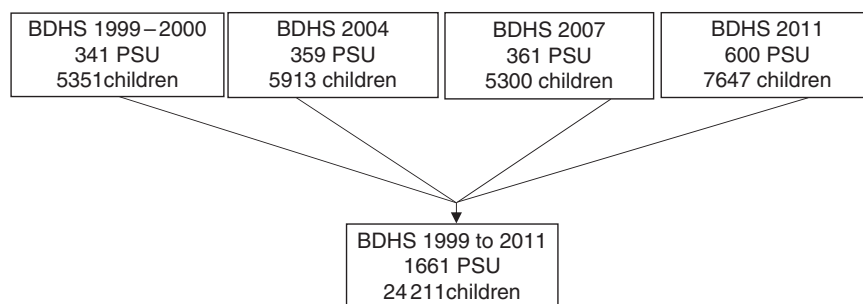 BDHS 1999–2000
341 PSU
5351children
BDHS 2004
359 PSU
5913 children
BDHS 2007
361 PSU
5300 children
BDHS 2011
600 PSU
7647 children
BDHS 1999 to 2011
1661 PSU
24 211children